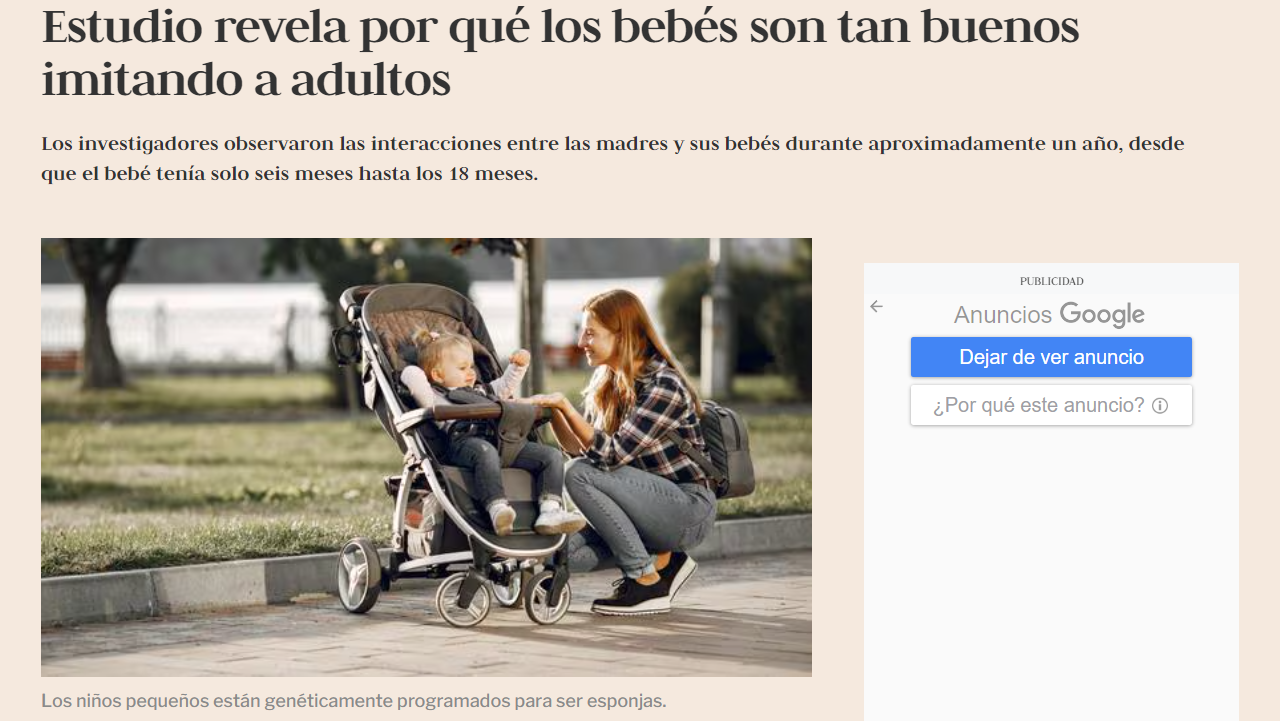 Estudio revela por qué los bebés son tan buenos
imitando a adultos
Los investigadores observaron las interacciones entre las madres y sus bebés durante aproximadamente un año, desde
que el bebé tenía solo seis meses hasta los 18 meses.
PUBLICIDAD
Anuncios Google
Dejar de ver anuncio
¿Por qué este anuncio?
Los niños pequeños están genéticamente programados para ser esponjas.